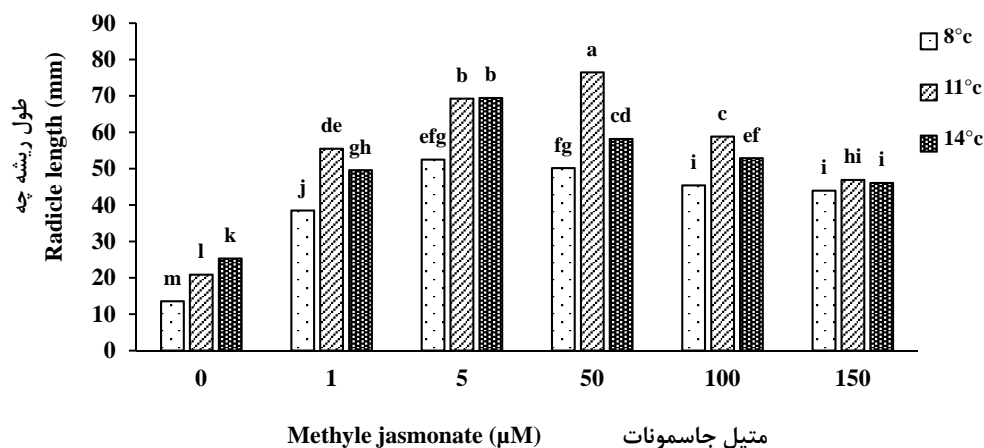 90
80
70
60
50
40
30
20
10
0
طول ریشه چه
Radicle length (mm)
m l k
j de gh
efg b b
fg a cd
i c ef
i hi i
0 1 5 50 100 150
Methyle jasmonate (µM) متیل جاسمونات
8°c
11°c
14°c